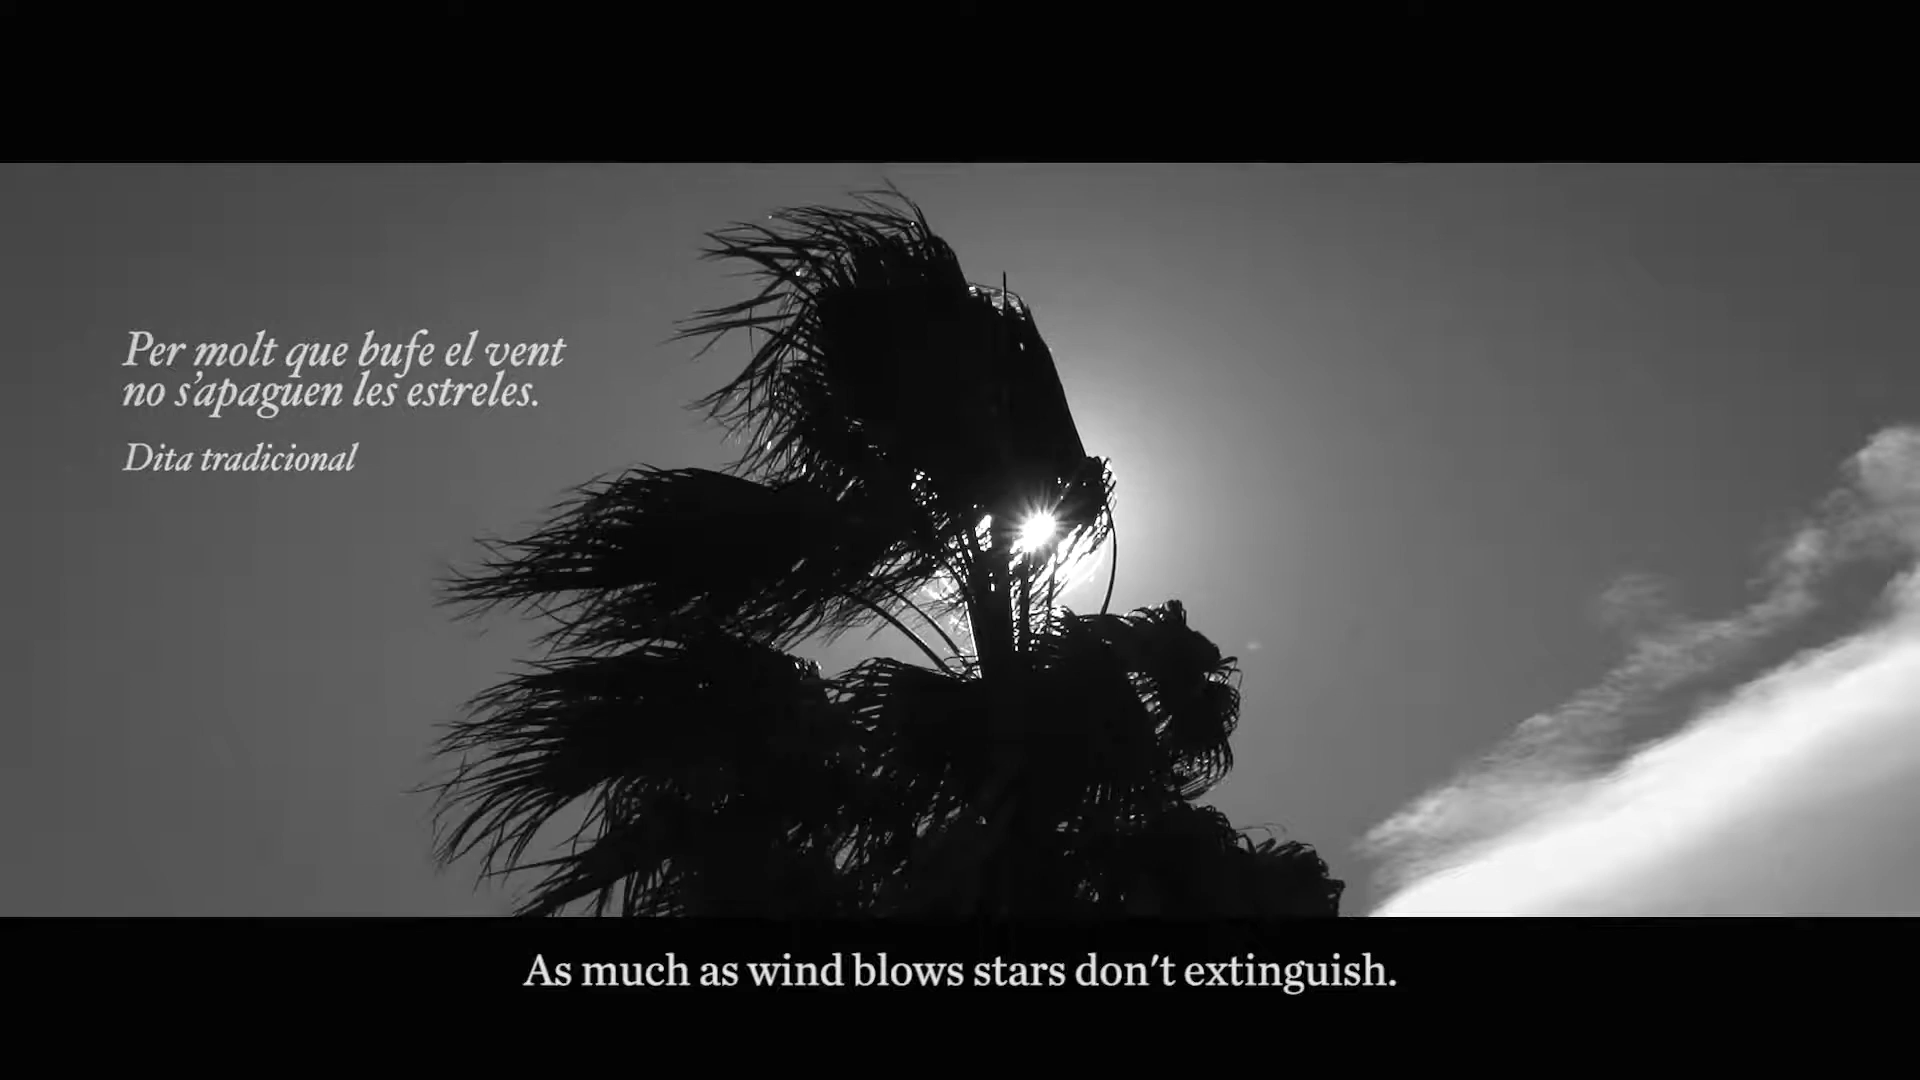 Per molt que bufe el vent
no s'apaguen les estreles.
Dita tradicional
As much as wind blows stars don't extinguish.